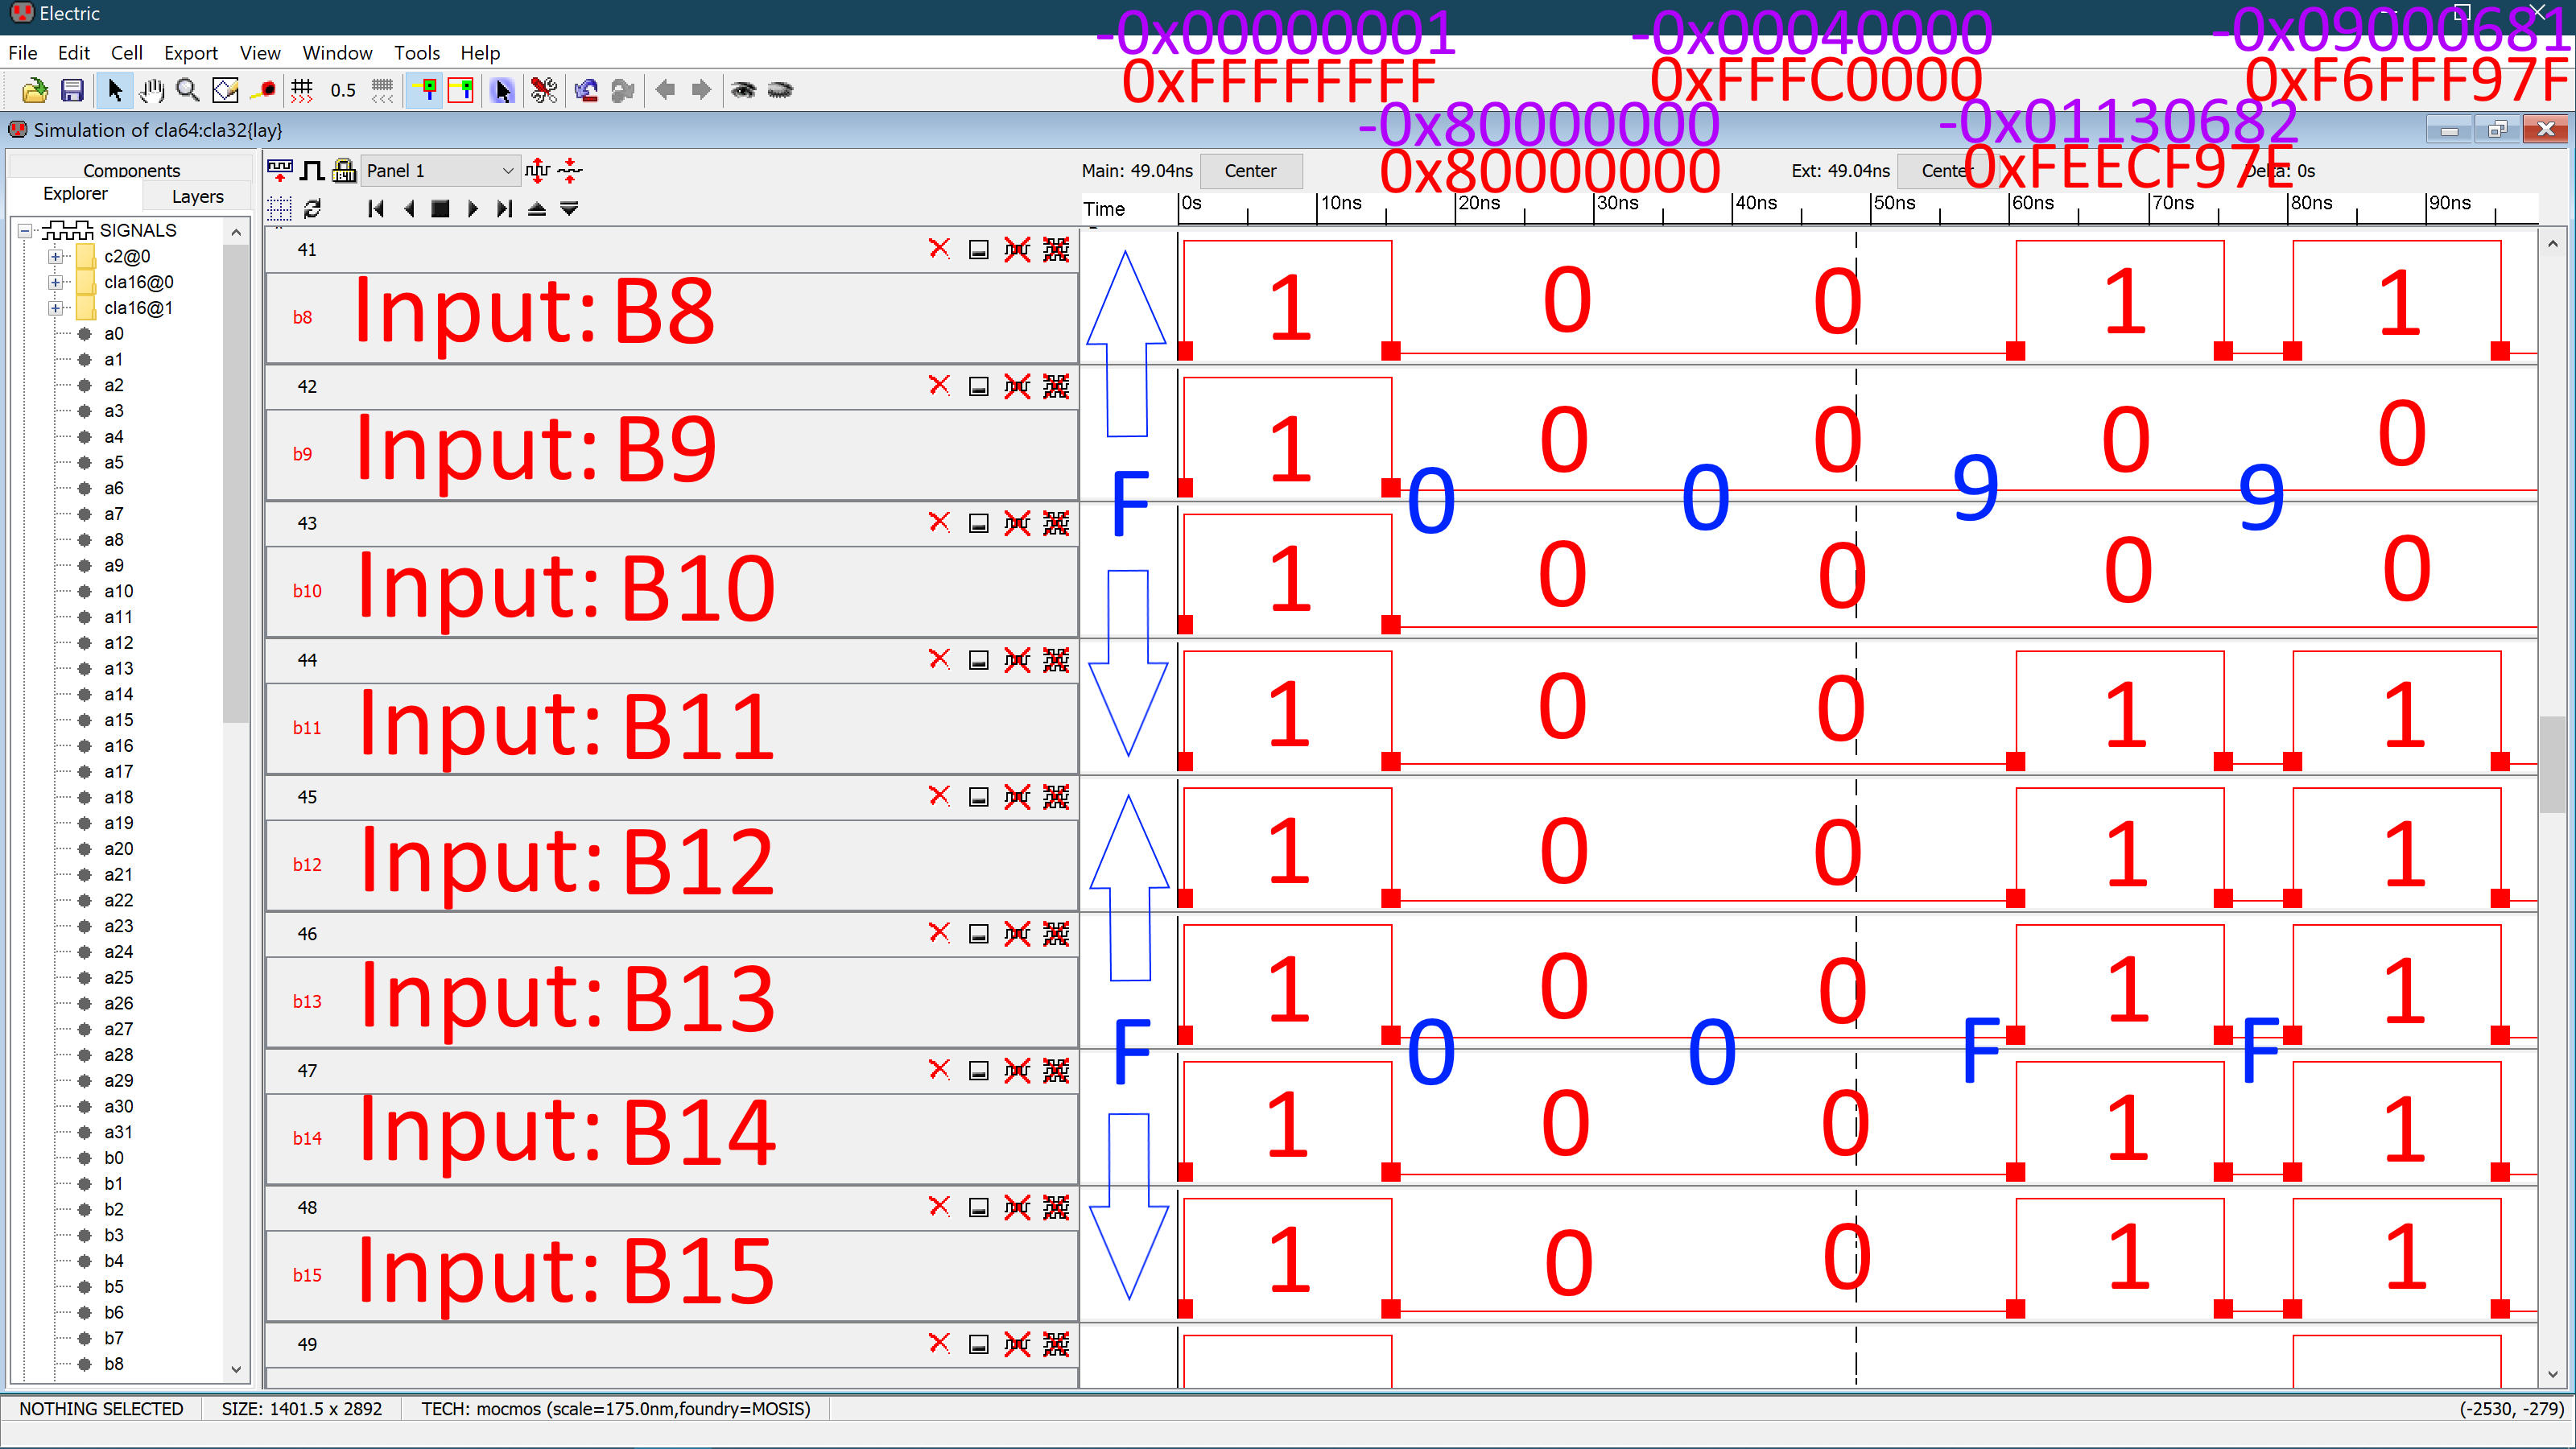 Electric
-0x00000001 -0x00040000 -0x09000681
File Edit Cell Export View Window Tools Help
0xFFFFFFFF 0xFFFC0000 0xF6FFF97F
0.5
-0x80000000 -0x01130682
Simulation of cla64:cla32{lay}
0x80000000 0xFEECF97E
Components
Explorer Layers
Panel 1
Main: 49.04ns Center Ext: 49.04ns Center Delta: 0s
Time 0s 10ns 20ns 30ns 40ns 50ns 60ns 70ns 80ns 90ns
SIGNALS
c2@0
cla16@0
cla16@1
a0
a1
a2
a3
a4
a5
a6
a7
a8
a9
a10
a11
a12
a13
a14
a15
a16
a17
a18
a19
a20
a21
a22
a23
a24
a25
a26
a27
a28
a29
a30
a31
b0
b1
b2
b3
b4
b5
b6
b7
b8
41
b8 Input: B8 1 0 0 1 1
42
b9 Input: B9 1 0 0 0 0
F 0 0 9 9
43
b10 Input: B10 1 0 0 0 0
44
b11 Input: B11 1 0 0 1 1
45
b12 Input: B12 1 0 0 1 1
46
b13 Input: B13 1 0 0 1 1
F 0 0 F F
47
b14 Input: B14 1 0 0 1 1
48
b15 Input: B15 1 0 0 1 1
49
NOTHING SELECTED SIZE: 1401.5 x 2892 TECH: mocmos (scale=175.0nm,foundry=MOSIS) (-2530, -279)